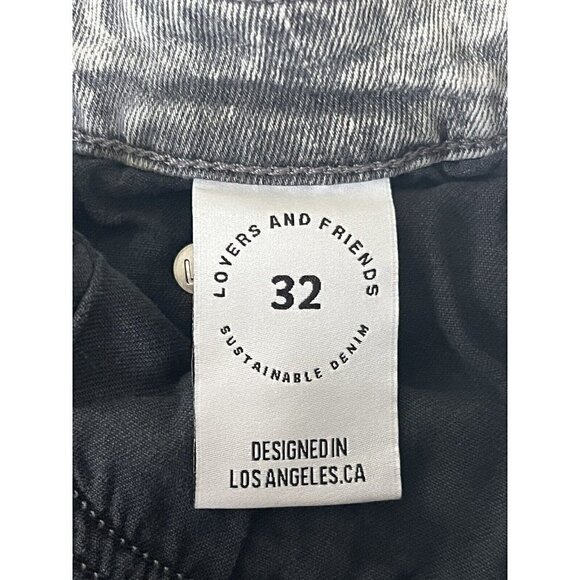 LOVERS AND FRIENDS
32
SUSTAINABLE DENIM
DESIGNED IN
LOS ANGELES.CA